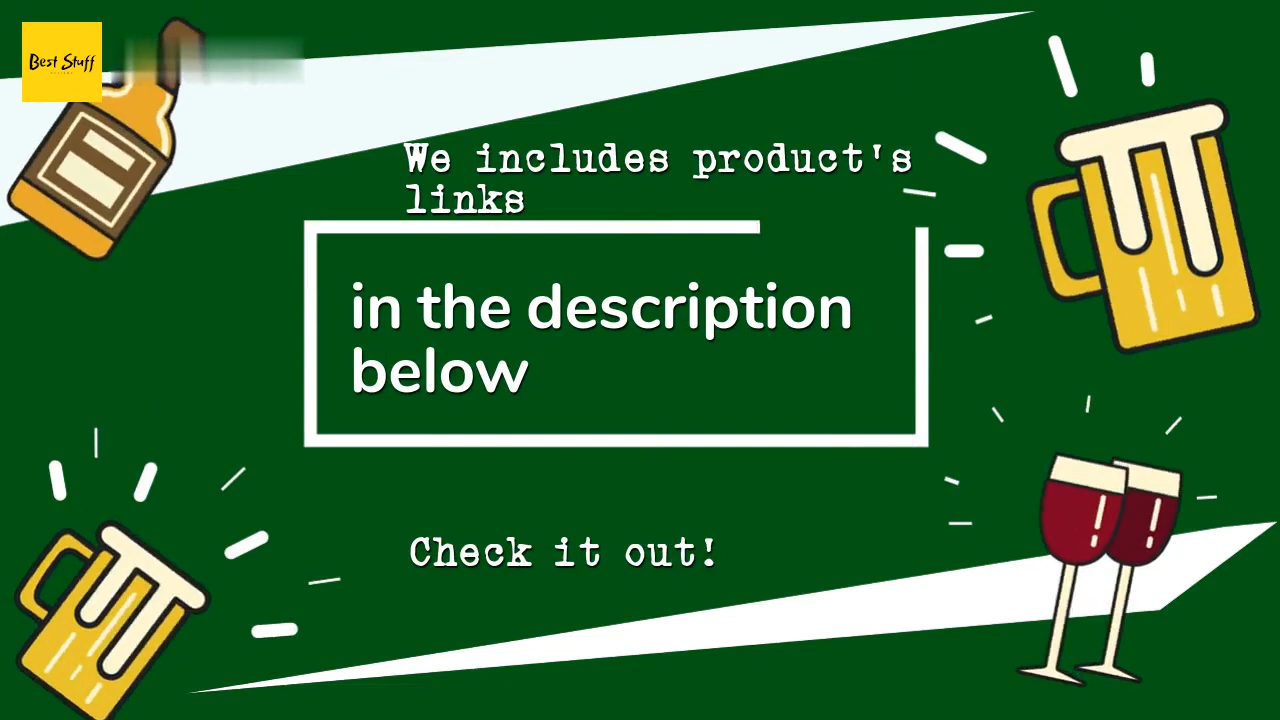 Best Stuff
We includes product's
links
in the description
below
Check it out!